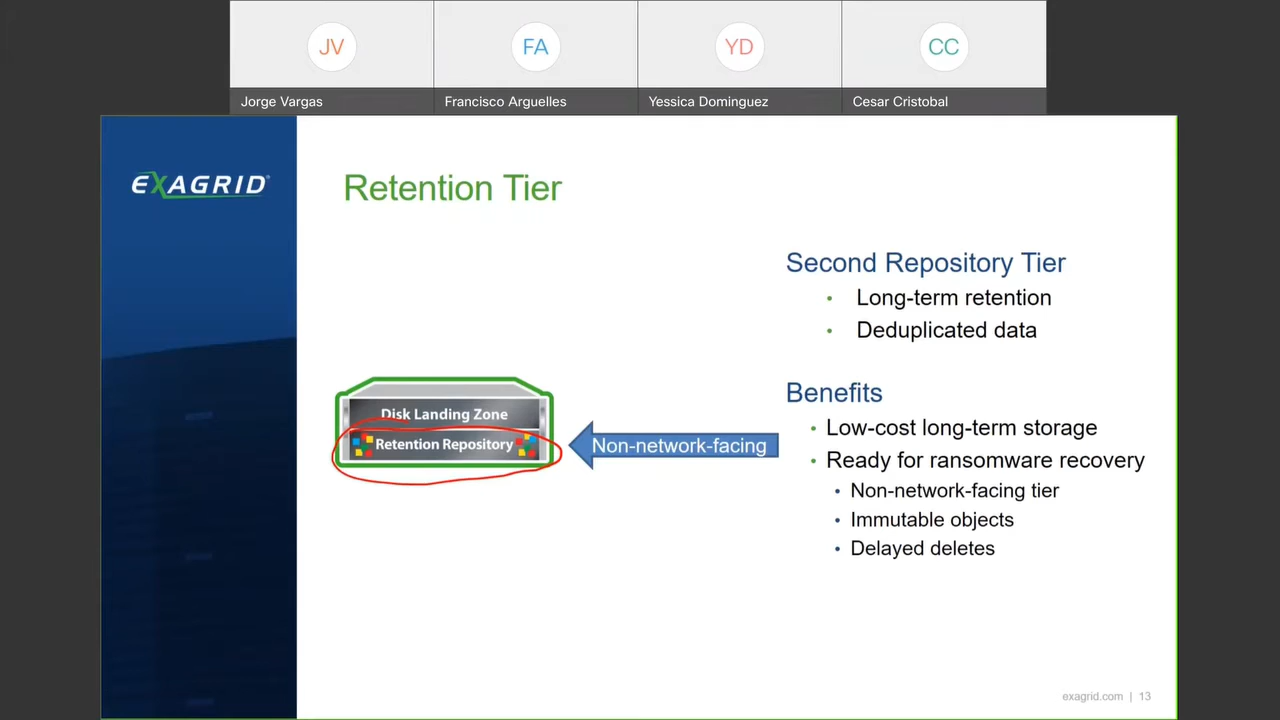 JV
FA
YD
CC
Jorge Vargas
Francisco Arguelles
Yessica Dominguez
Cesar Cristobal
EXAGRID®
Retention Tier
Second Repository Tier
• Long-term retention
• Deduplicated data
Disk Landing Zone
Retention Repository
Non-network-facing
Benefits
• Low-cost long-term storage
• Ready for ransomware recovery
• Non-network-facing tier
• Immutable objects
• Delayed deletes
exagrid.com | 13